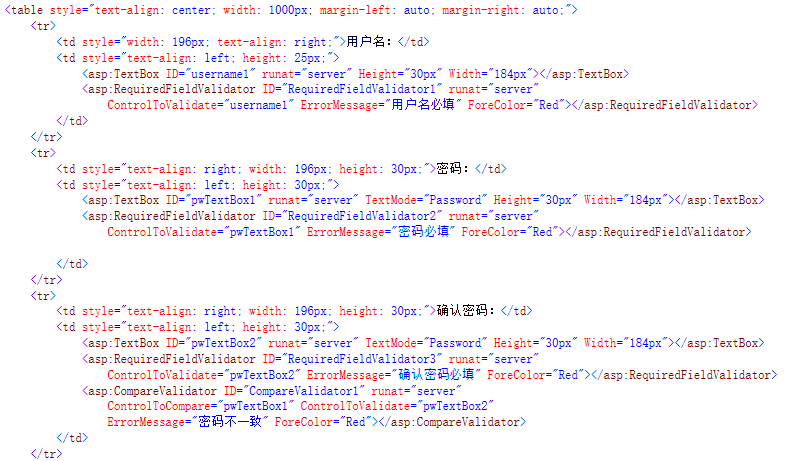 <table style="text-align: center; width: 1000px; margin-left: auto; margin-right: auto;">
    <tr>
        <td style="width: 196px; text-align: right;">用户名：</td>
        <td style="text-align: left; height: 25px;">
            <asp:TextBox ID="username1" runat="server" Height="30px" Width="184px"></asp:TextBox>
            <asp:RequiredFieldValidator ID="RequiredFieldValidator1" runat="server"
                ControlToValidate="username1" ErrorMessage="用户名必填" ForeColor="Red"></asp:RequiredFieldValidator>
        </td>
    </tr>
    <tr>
        <td style="text-align: right; width: 196px; height: 30px;">密码：</td>
        <td style="text-align: left; height: 30px;">
            <asp:TextBox ID="pwTextBox1" runat="server" TextMode="Password" Height="30px" Width="184px"></asp:TextBox>
            <asp:RequiredFieldValidator ID="RequiredFieldValidator2" runat="server"
                ControlToValidate="pwTextBox1" ErrorMessage="密码必填" ForeColor="Red"></asp:RequiredFieldValidator>

        </td>
    </tr>
    <tr>
        <td style="text-align: right; width: 196px; height: 30px;">确认密码：</td>
        <td style="text-align: left; height: 30px;">
            <asp:TextBox ID="pwTextBox2" runat="server" TextMode="Password" Height="30px" Width="184px"></asp:TextBox>
            <asp:RequiredFieldValidator ID="RequiredFieldValidator3" runat="server"
                ControlToValidate="pwTextBox2" ErrorMessage="确认密码必填" ForeColor="Red"></asp:RequiredFieldValidator>
            <asp:CompareValidator ID="CompareValidator1" runat="server"
                ControlToCompare="pwTextBox1" ControlToValidate="pwTextBox2"
                ErrorMessage="密码不一致" ForeColor="Red"></asp:CompareValidator>
        </td>
    </tr>